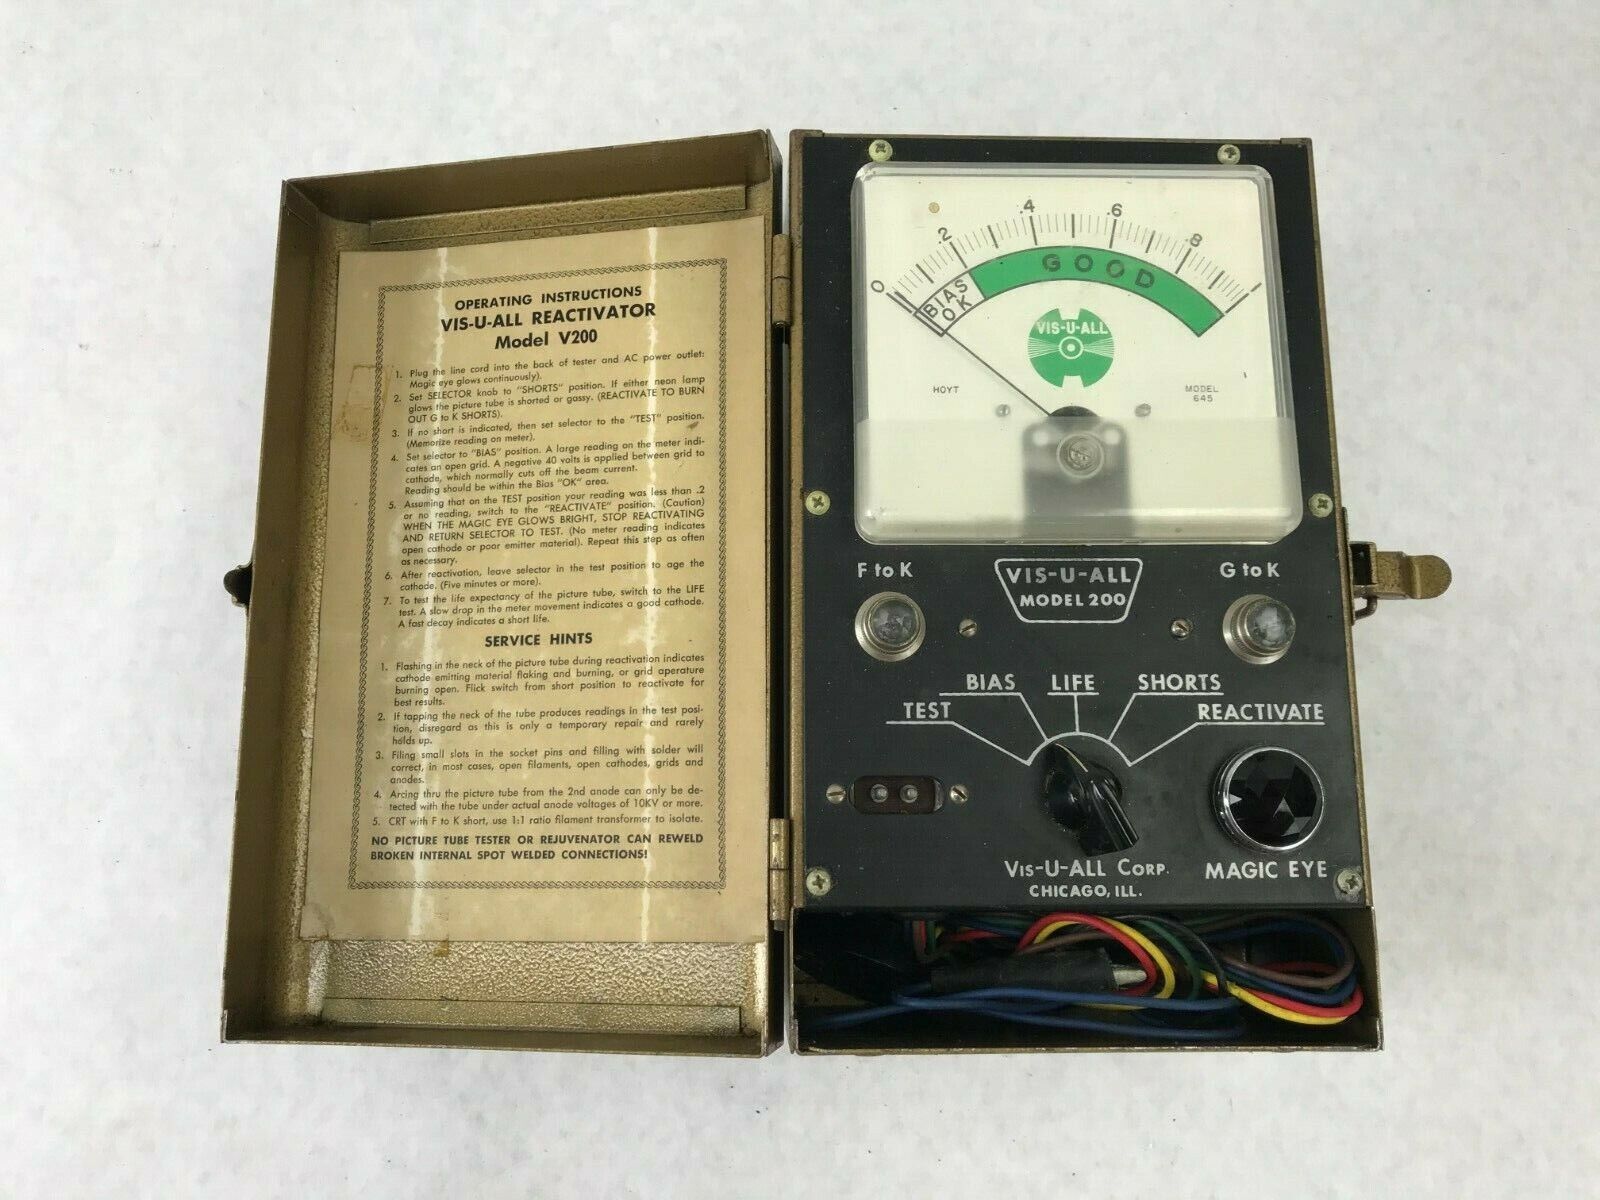 OPERATING INSTRUCTIONS
VIS-U-ALL REACTIVATOR
Model V200
1. Plug the line cord into the back of tester and AC power outlet:
Magic eye glows continuously).
2. Set SELECTOR knob to "SHORTS" position. If either neon lamp
glows the picture tube is shorted or gassy. (REACTIVATE TO BURN
OUT G to K SHORTS).
3. If no short is indicated, then set selector to the "TEST" position.
(Memorize reading on meter).
4. Set selector to "BIAS" position. A large reading on the meter indi-
cates an open grid. A negative 40 volts is applied between grid to
cathode, which normally cuts off the beam current.
Reading should be within the Bias "OK" area.
5. Assuming that on the TEST position your reading was less than .2
or no reading, switch to the "REACTIVATE" position. (Caution)
WHEN THE MAGIC EYE GLOWS BRIGHT, STOP REACTIVATING
AND RETURN SELECTOR TO TEST. (No meter reading indicates
open cathode or poor emitter material). Repeat this step as often
as necessary.
6. After reactivation, leave selector in the test position to age the
cathode. (Five minutes or more).
7. To test the life expectancy of the picture tube, switch to the LIFE
test. A slow drop in the meter movement indicates a good cathode.
A fast decay indicates a short life.
SERVICE HINTS
1. Flashing in the neck of the picture tube during reactivation indicates
cathode emitting material flaking and burning, or grid aperature
burning open. Flick switch from short position to reactivate for
best results.
2. If tapping the neck of the tube produces readings in the test posi-
tion, disregard as this is only a temporary repair and rarely
holds up.
3. Filing small slots in the socket pins and filling with solder will
correct, in most cases, open filaments, open cathodes, grids and
anodes.
4. Arcing thru the picture tube from the 2nd anode can only be de-
tected with the tube under actual anode voltages of 10KV or more.
5. CRT with F to K short, use 1:1 ratio filament transformer to isolate.
NO PICTURE TUBE TESTER OR REJUVENATOR CAN REWELD
BROKEN INTERNAL SPOT WELDED CONNECTIONS!
0 .2 .4 .6 .8 1
BIAS
OK
GOOD
VIS-U-ALL
HOYT
MODEL
645
F to K
VIS-U-ALL
MODEL 200
G to K
BIAS LIFE SHORTS
TEST REACTIVATE
VIS-U-ALL CORP.
CHICAGO, ILL.
MAGIC EYE